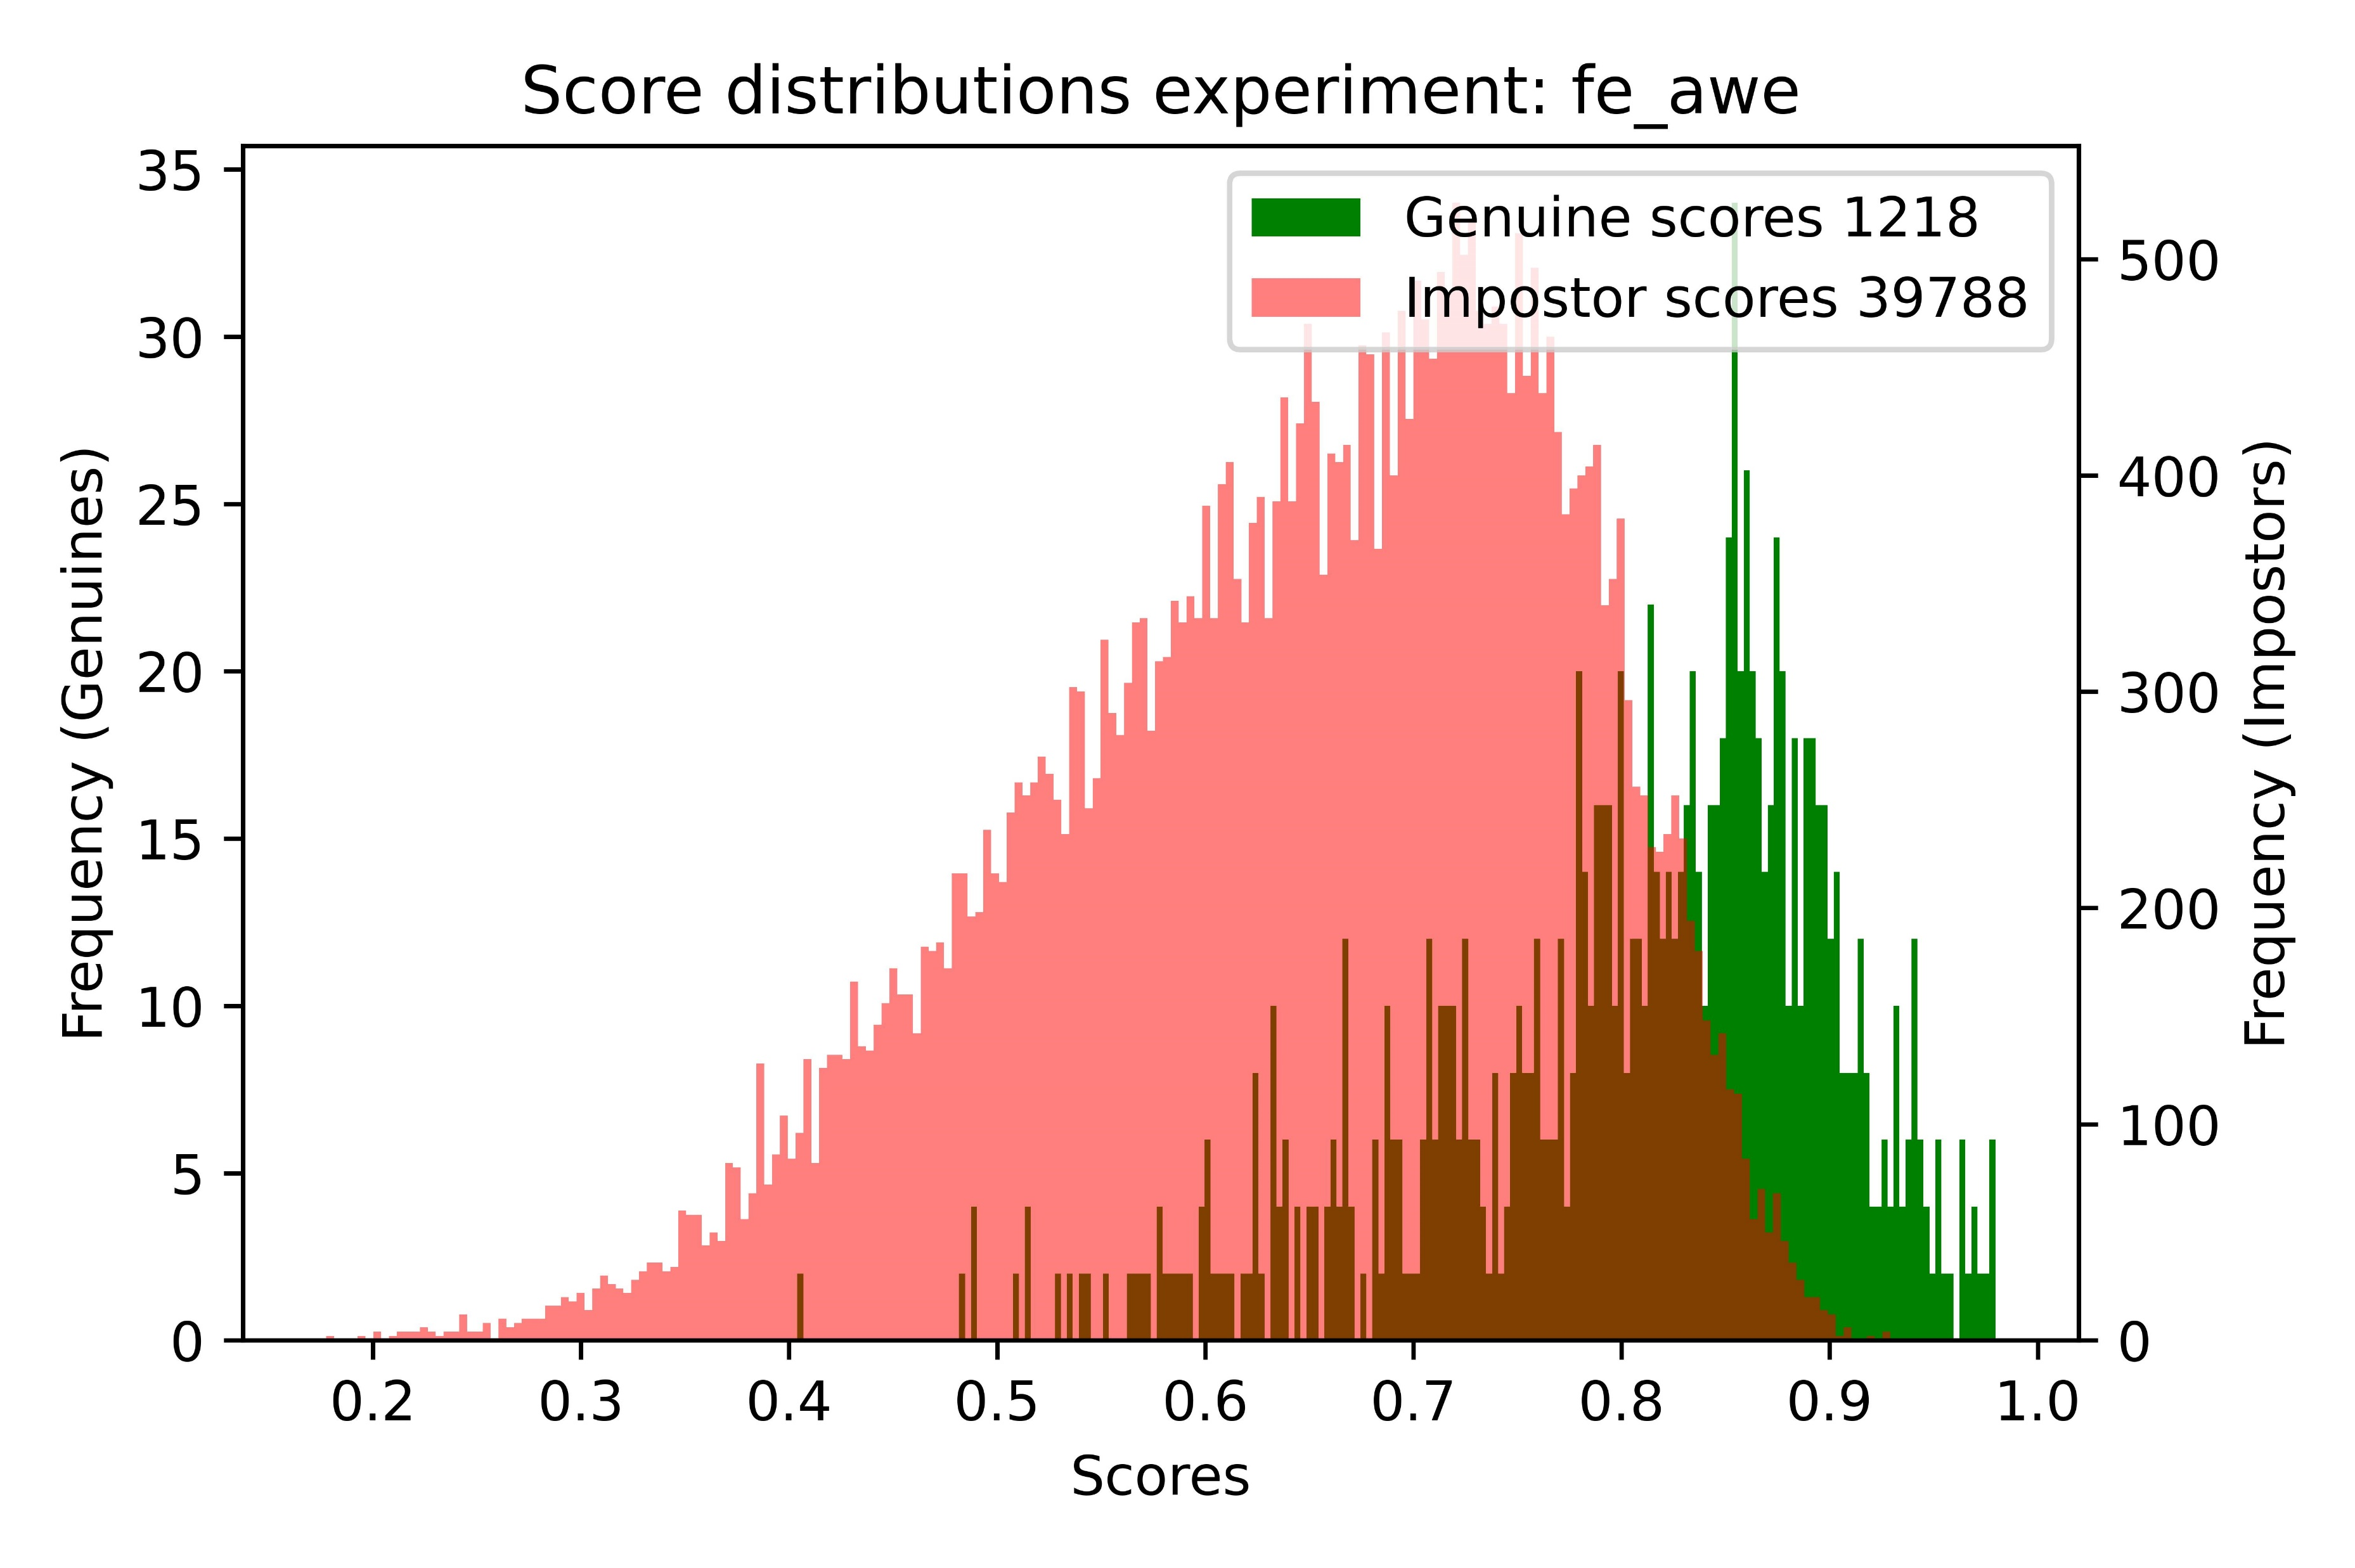 Score distributions experiment: fe_awe
Genuine scores 1218
Impostor scores 39788
Frequency (Genuines)
35
30
25
20
15
10
5
0
Frequency (Impostors)
500
400
300
200
100
0
0.2 0.3 0.4 0.5 0.6 0.7 0.8 0.9 1.0
Scores